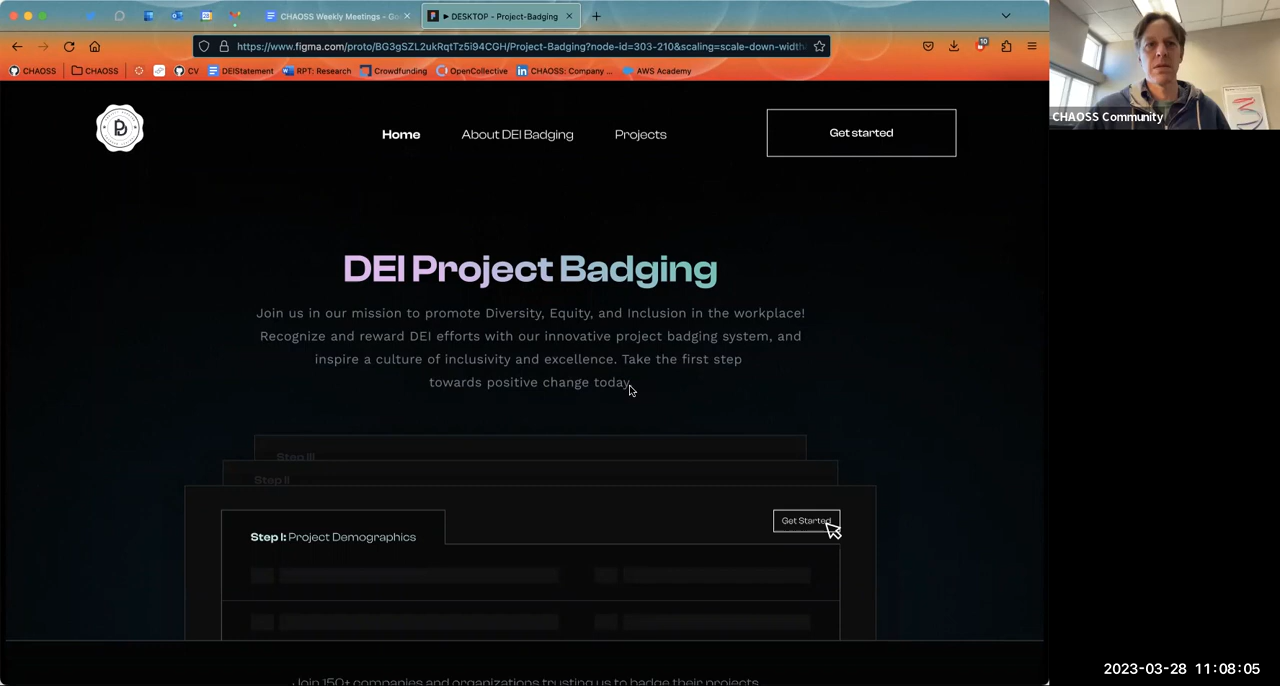 CHAOSS Weekly Meetings - Go
DESKTOP - Project-Badging
https://www.figma.com/proto/BG3gSZL2ukRqtTz5i94CGH/Project-Badging?node-id=303-210&scaling=scale-down-width
10
CHAOSS
CHAOSS
CV
DEIStatement
RPT: Research
Crowdfunding
OpenCollective
CHAOSS: Company ...
AWS Academy
CHAOSS Community
Home
About DEI Badging
Projects
Get started
DEI Project Badging
Join us in our mission to promote Diversity, Equity, and Inclusion in the workplace!
Recognize and reward DEI efforts with our innovative project badging system, and
inspire a culture of inclusivity and excellence. Take the first step
towards positive change today.
Step III
Step II
Get Started
Step I: Project Demographics
Join 150+ companies and organizations trusting us to badge their projects
2023-03-28 11:08:05